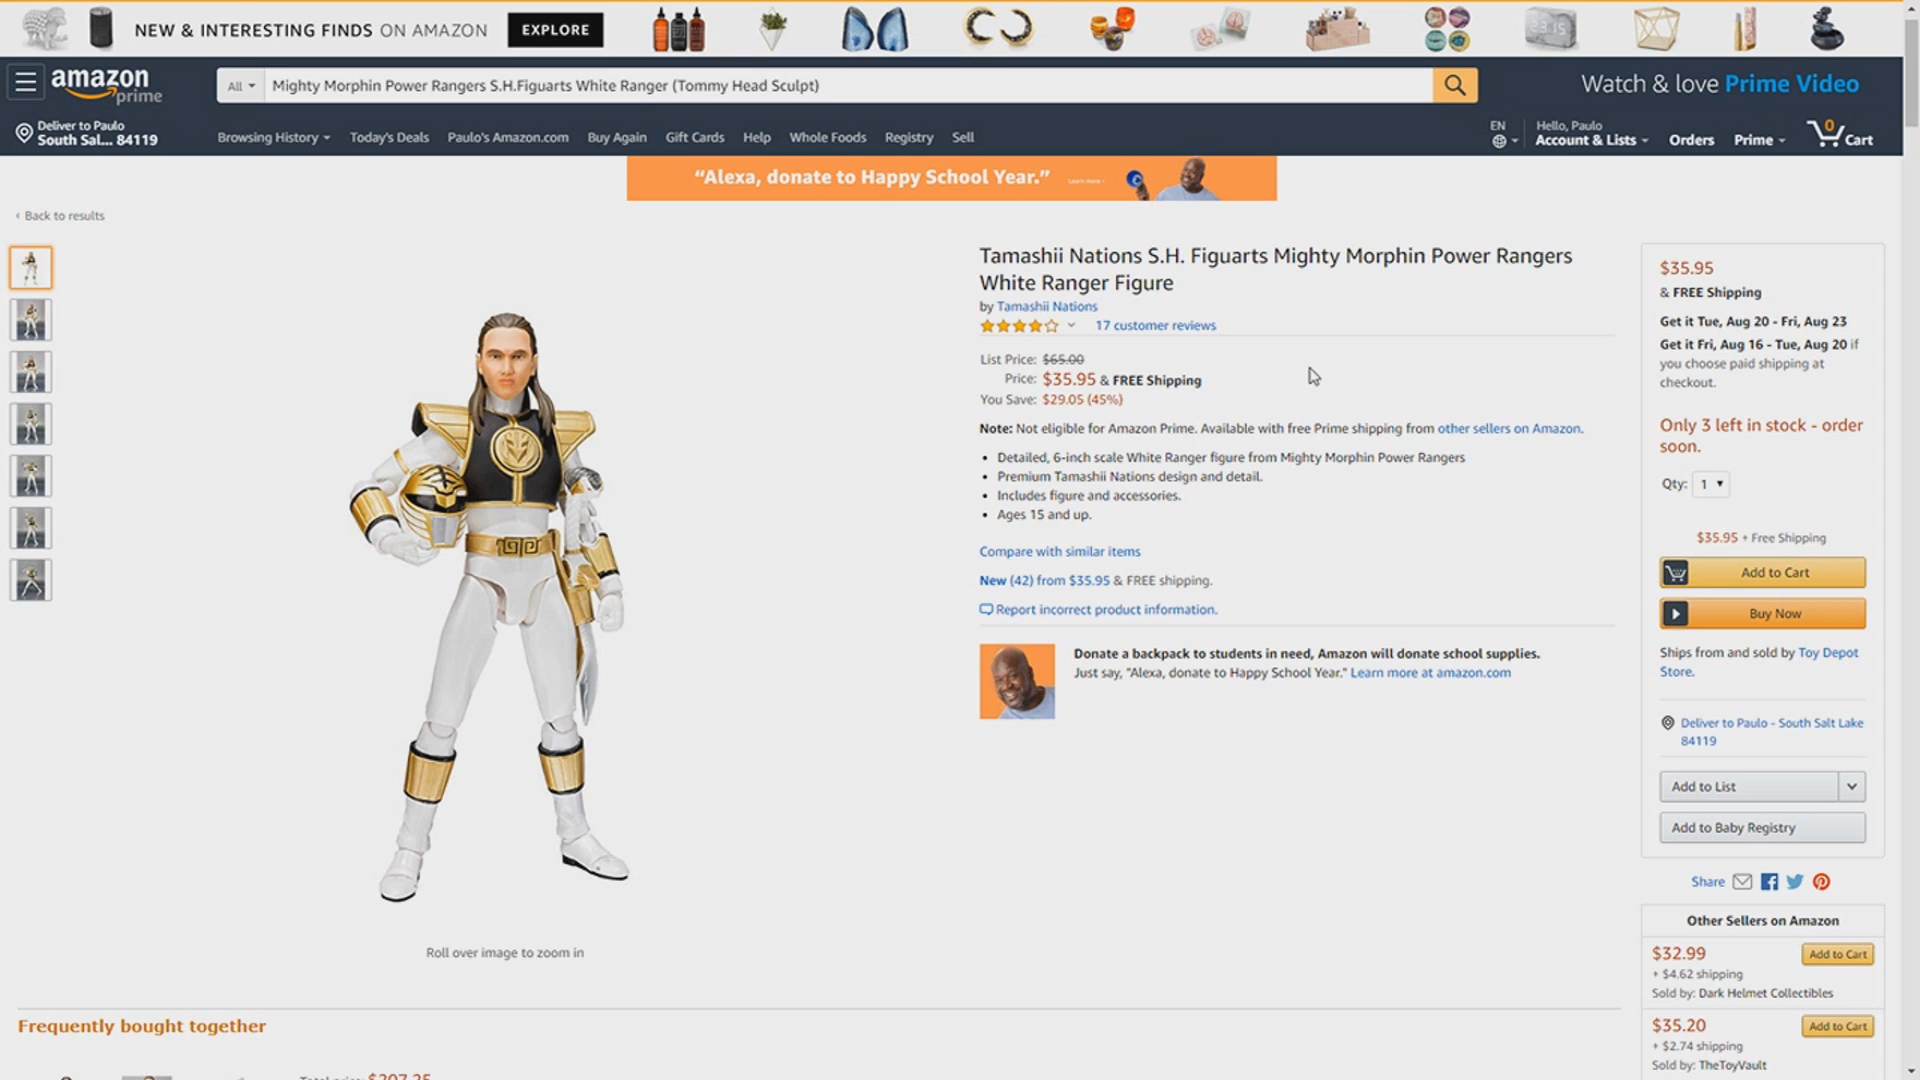 NEW & INTERESTING FINDS ON AMAZON
EXPLORE
amazon
prime
All
Mighty Morphin Power Rangers S.H.Figuarts White Ranger (Tommy Head Sculpt)
Watch & love Prime Video
Deliver to Paulo
South Sal... 84119
Browsing History
Today's Deals
Paulo's Amazon.com
Buy Again
Gift Cards
Help
Whole Foods
Registry
Sell
EN
Hello, Paulo
Account & Lists
Orders
Prime
0
Cart
“Alexa, donate to Happy School Year.”
Learn more ›
‹ Back to results
Tamashii Nations S.H. Figuarts Mighty Morphin Power Rangers
White Ranger Figure
by Tamashii Nations
17 customer reviews
List Price: $65.00
Price: $35.95 & FREE Shipping
You Save: $29.05 (45%)
Note: Not eligible for Amazon Prime. Available with free Prime shipping from other sellers on Amazon.
• Detailed, 6-inch scale White Ranger figure from Mighty Morphin Power Rangers
• Premium Tamashii Nations design and detail.
• Includes figure and accessories.
• Ages 15 and up.
Compare with similar items
New (42) from $35.95 & FREE shipping.
Report incorrect product information.
Donate a backpack to students in need, Amazon will donate school supplies.
Just say, "Alexa, donate to Happy School Year." Learn more at amazon.com
Roll over image to zoom in
$35.95
& FREE Shipping
Get it Tue, Aug 20 - Fri, Aug 23
Get it Fri, Aug 16 - Tue, Aug 20 if
you choose paid shipping at
checkout.
Only 3 left in stock - order
soon.
Qty: 1
$35.95 + Free Shipping
Add to Cart
Buy Now
Ships from and sold by Toy Depot
Store.
Deliver to Paulo - South Salt Lake
84119
Add to List
Add to Baby Registry
Share
Other Sellers on Amazon
$32.99
Add to Cart
+ $4.62 shipping
Sold by: Dark Helmet Collectibles
$35.20
Add to Cart
+ $2.74 shipping
Sold by: TheToyVault
Frequently bought together
Total price: $207.25